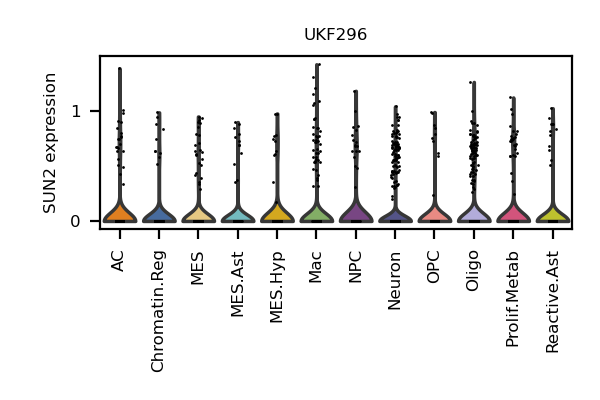 UKF296
SUN2 expression
1
0
AC
Chromatin.Reg
MES
MES.Ast
MES.Hyp
Mac
NPC
Neuron
OPC
Oligo
Prolif.Metab
Reactive.Ast